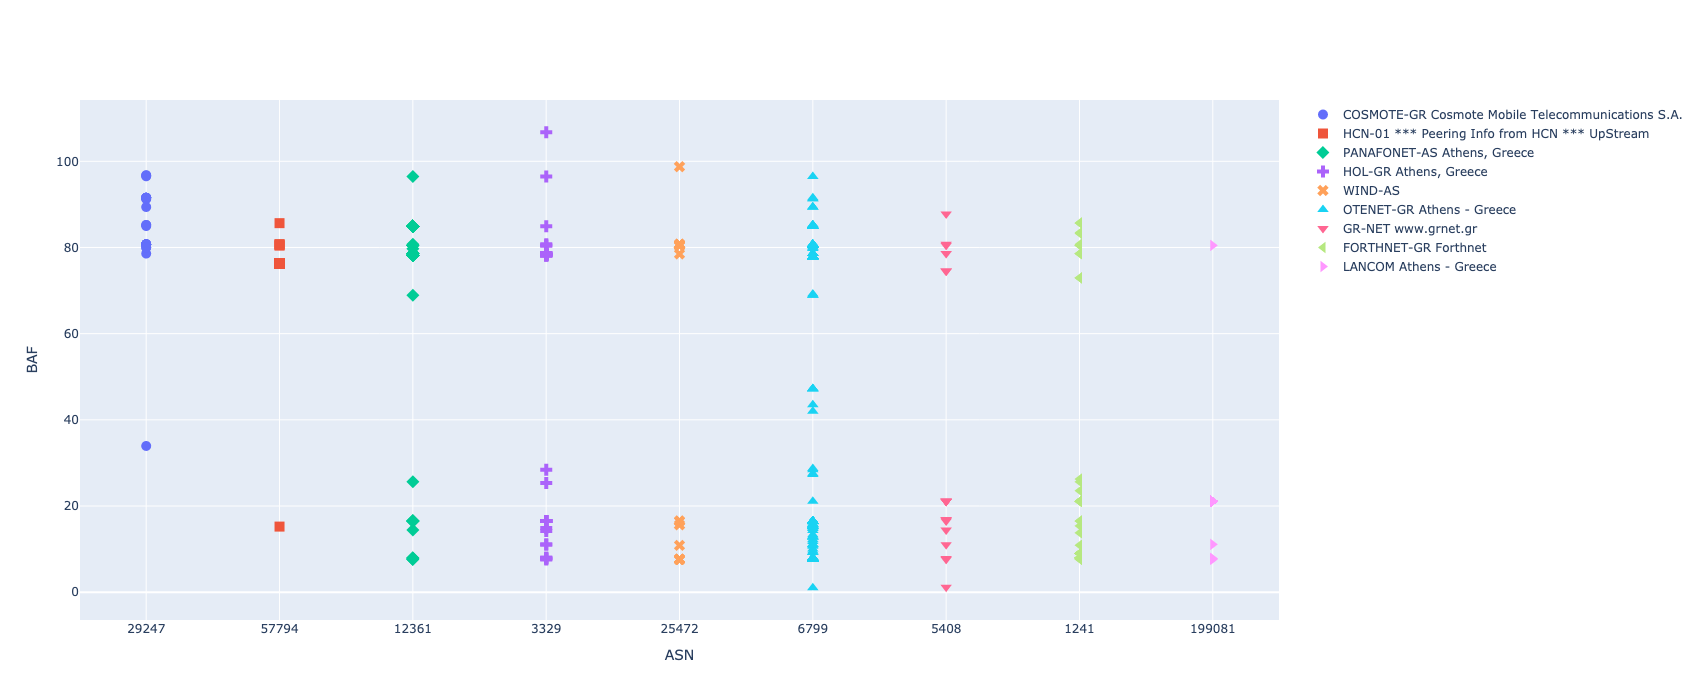 COSMOTE-GR Cosmote Mobile Telecommunications S.A.
HCN-01 *** Peering Info from HCN *** UpStream
PANAFONET-AS Athens, Greece
HOL-GR Athens, Greece
WIND-AS
OTENET-GR Athens - Greece
GR-NET www.grnet.gr
FORTHNET-GR Forthnet
LANCOM Athens - Greece
100
80
60
40
20
0
BAF
29247 57794 12361 3329 25472 6799 5408 1241 199081
ASN